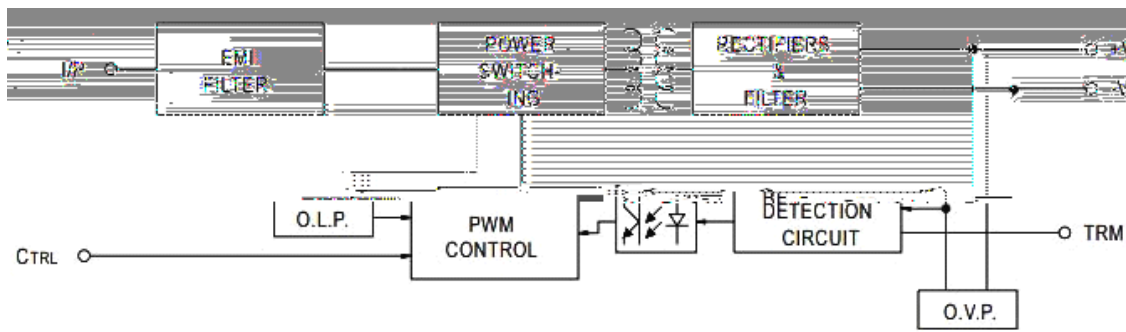 I/P
EMI
FILTER
POWER
SWITCH-
ING
RECTIFIERS
&
FILTER
+V
-V
O.L.P.
PWM
CONTROL
DETECTION
CIRCUIT
CTRL
TRM
O.V.P.